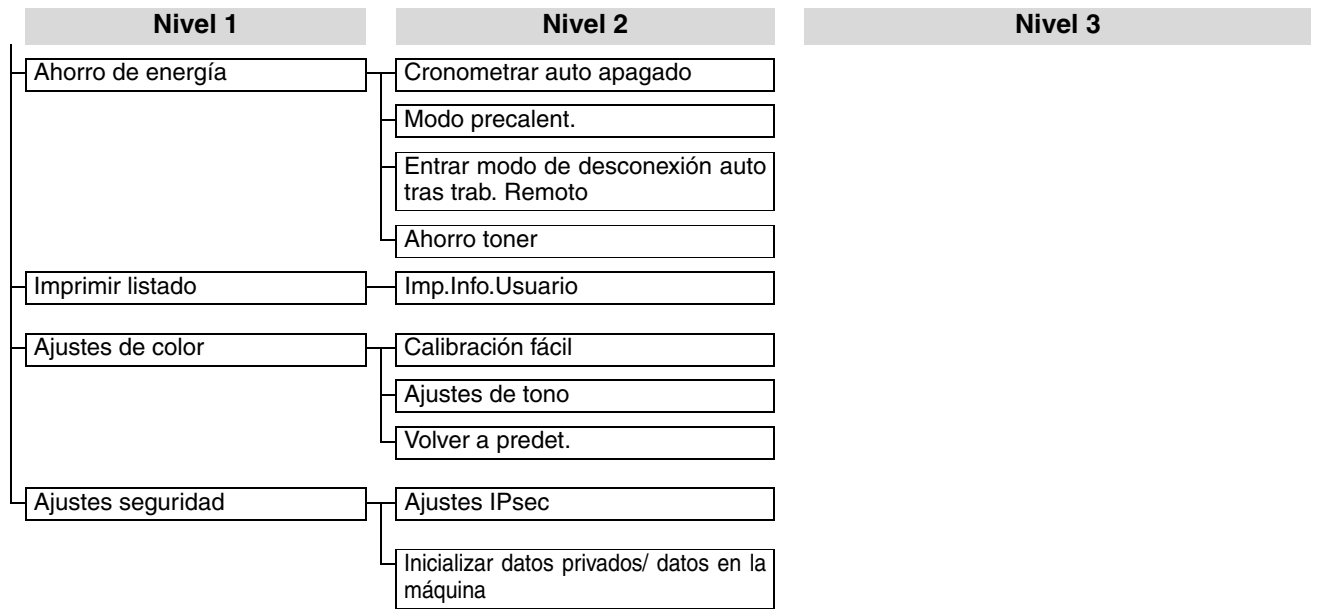 Nivel 1
Nivel 2
Nivel 3
Ahorro de energía
Cronometrar auto apagado
Modo precalent.
Entrar modo de desconexión auto
tras trab. Remoto
Ahorro toner
Imprimir listado
Imp.Info.Usuario
Ajustes de color
Calibración fácil
Ajustes de tono
Volver a predet.
Ajustes seguridad
Ajustes IPsec
Inicializar datos privados/ datos en la
máquina